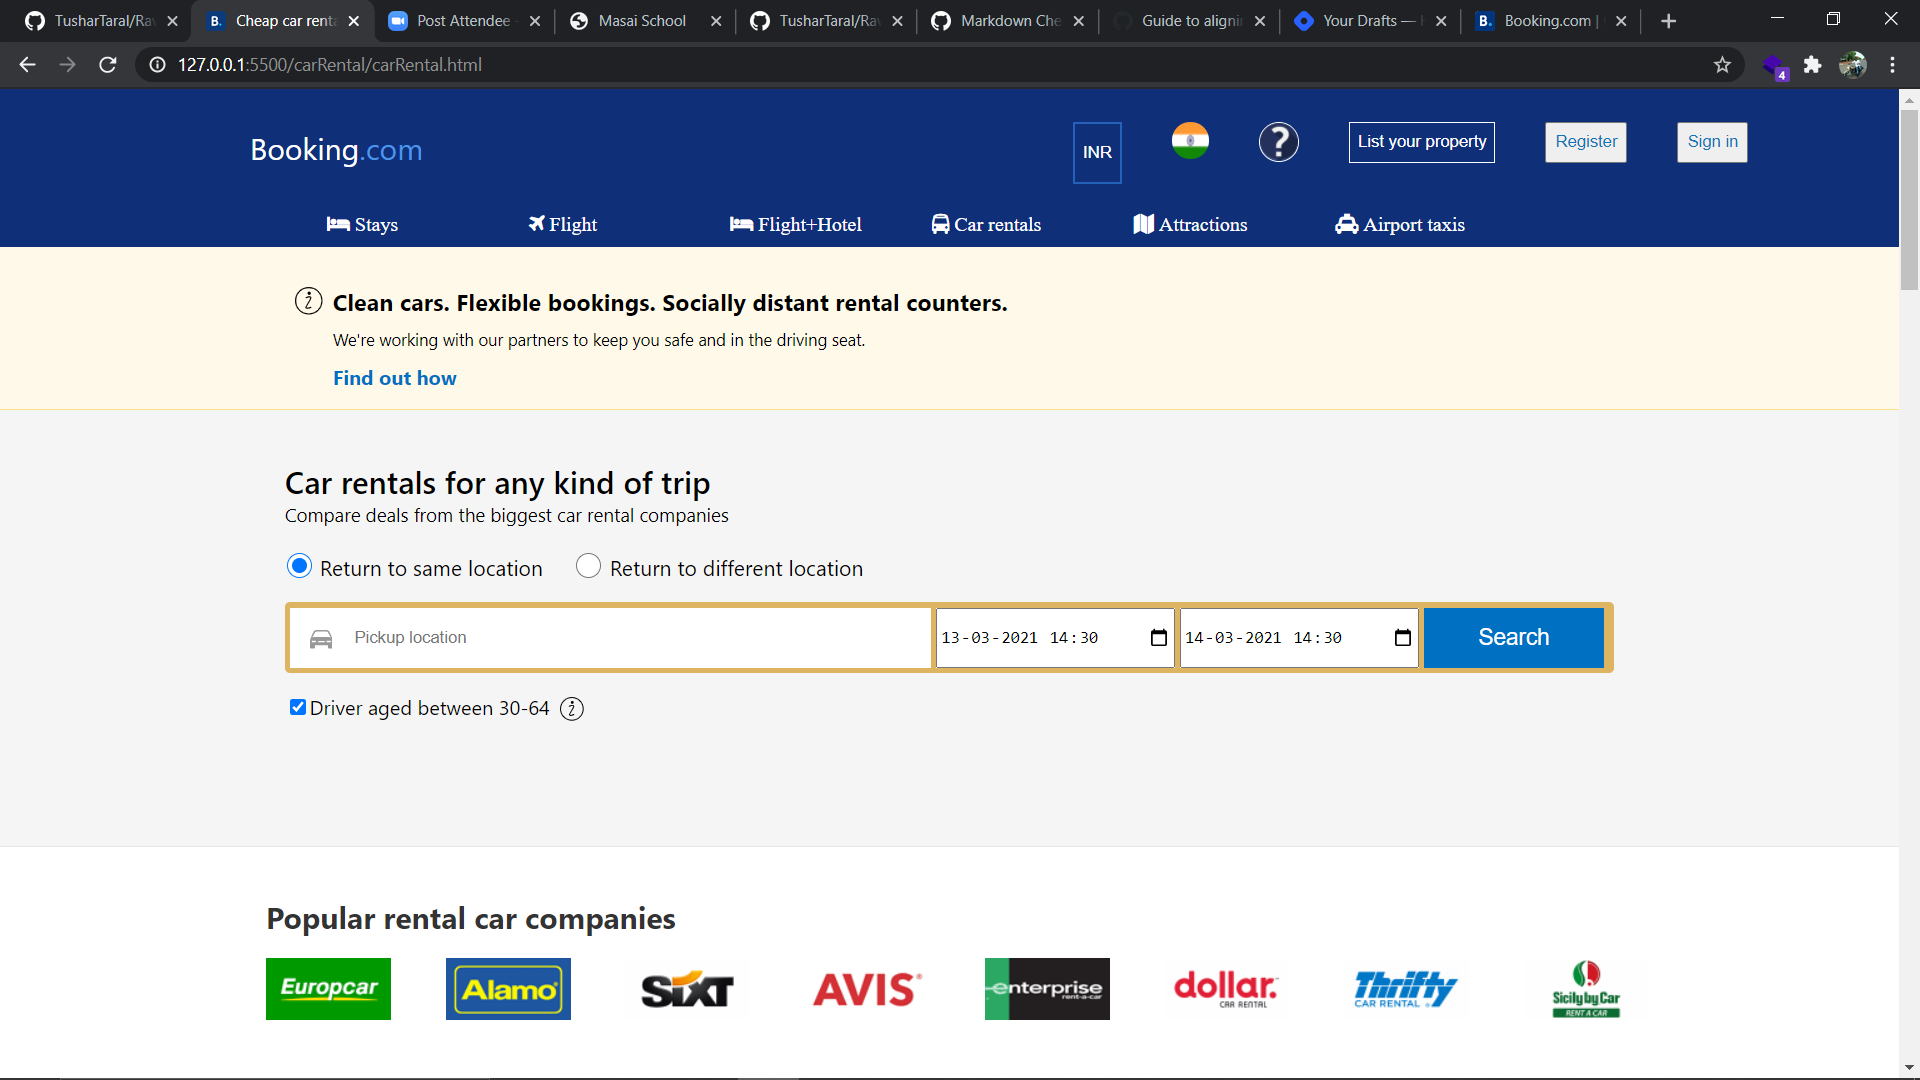 TusharTaral/Rav
Cheap car renta
Post Attendee -
Masai School
TusharTaral/Rav
Markdown Che
Guide to alignin
Your Drafts —
Booking.com |
127.0.0.1:5500/carRental/carRental.html
4
Booking.com
INR
?
List your property
Register
Sign in
Stays
Flight
Flight+Hotel
Car rentals
Attractions
Airport taxis
Clean cars. Flexible bookings. Socially distant rental counters.
We're working with our partners to keep you safe and in the driving seat.
Find out how
Car rentals for any kind of trip
Compare deals from the biggest car rental companies
Return to same location
Return to different location
Pickup location
13-03-2021 14:30
14-03-2021 14:30
Search
Driver aged between 30-64
Popular rental car companies
Europcar
Alamo
SIXT
AVIS
enterprise
rent-a-car
dollar.
CAR RENTAL
Thrifty
CAR RENTAL
Sicily by Car
RENT A CAR